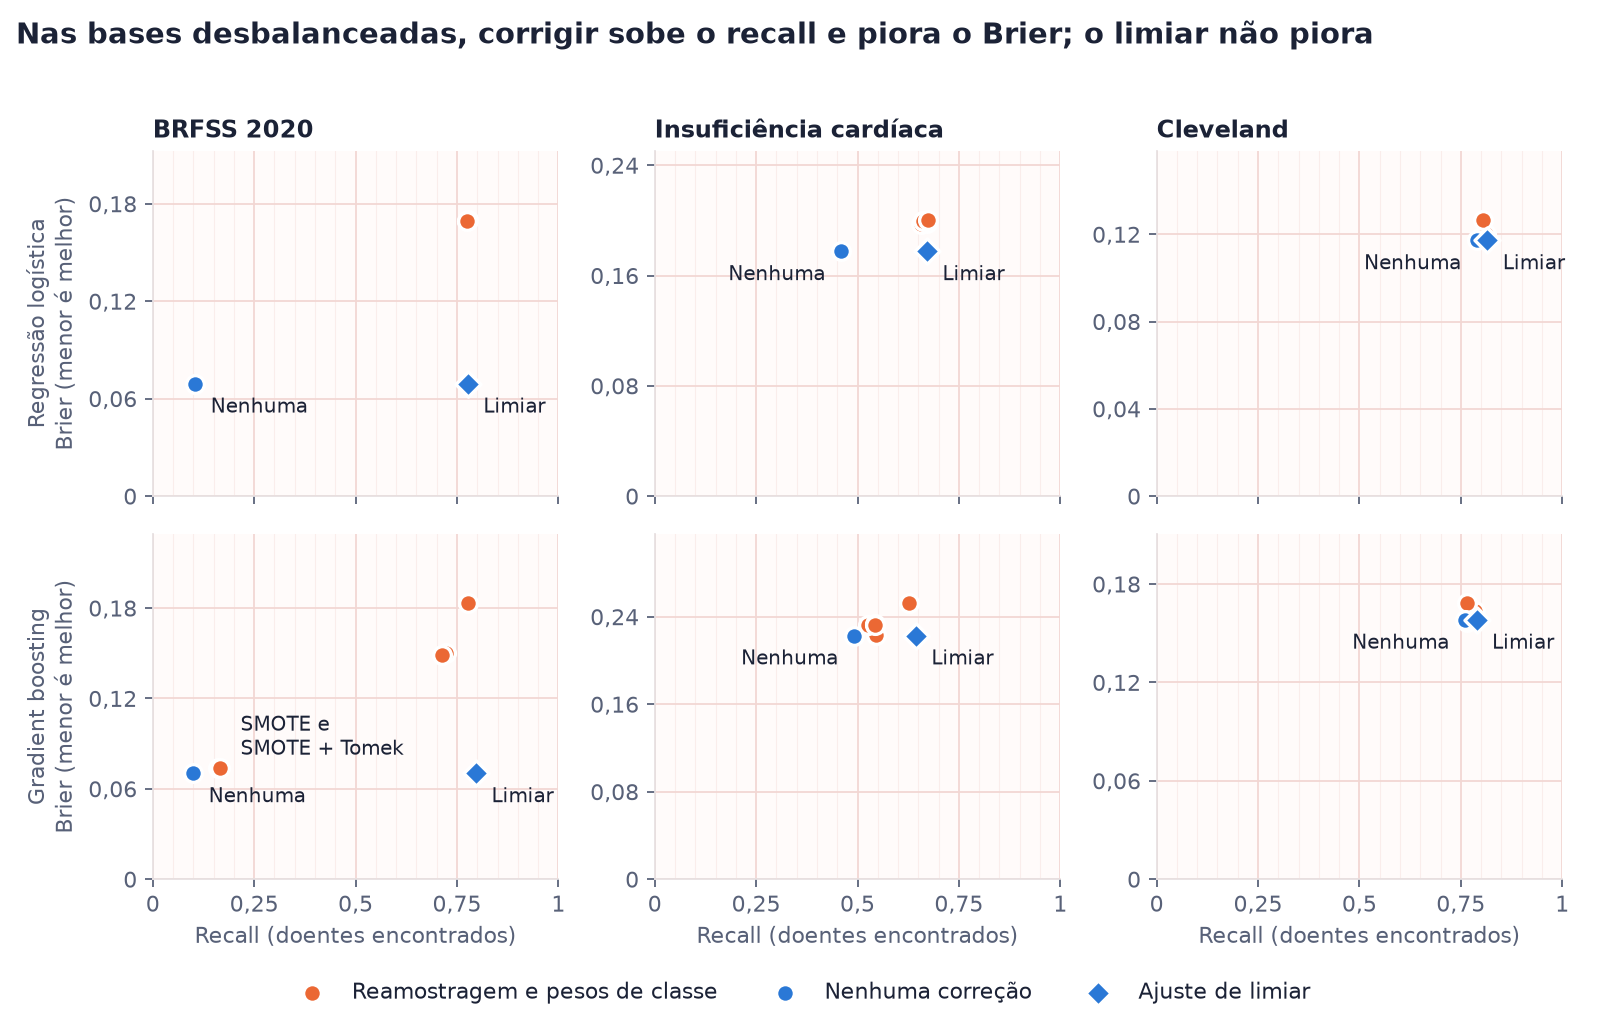 Nas bases desbalanceadas, corrigir sobe o recall e piora o Brier; o limiar não piora
BRFSS 2020
Insuficiência cardíaca
Cleveland
Regressão logística
Brier (menor é melhor)
0,18
0,12
0,06
0
Nenhuma
Limiar
0,24
0,16
0,08
0
Nenhuma
Limiar
0,12
0,08
0,04
0
Nenhuma
Limiar
Gradient boosting
Brier (menor é melhor)
0,18
0,12
0,06
0
SMOTE e
SMOTE + Tomek
Nenhuma
Limiar
0 0,25 0,5 0,75 1
Recall (doentes encontrados)
0,24
0,16
0,08
0
Nenhuma
Limiar
0 0,25 0,5 0,75 1
Recall (doentes encontrados)
0,18
0,12
0,06
0
Nenhuma
Limiar
0 0,25 0,5 0,75 1
Recall (doentes encontrados)
Reamostragem e pesos de classe
Nenhuma correção
Ajuste de limiar